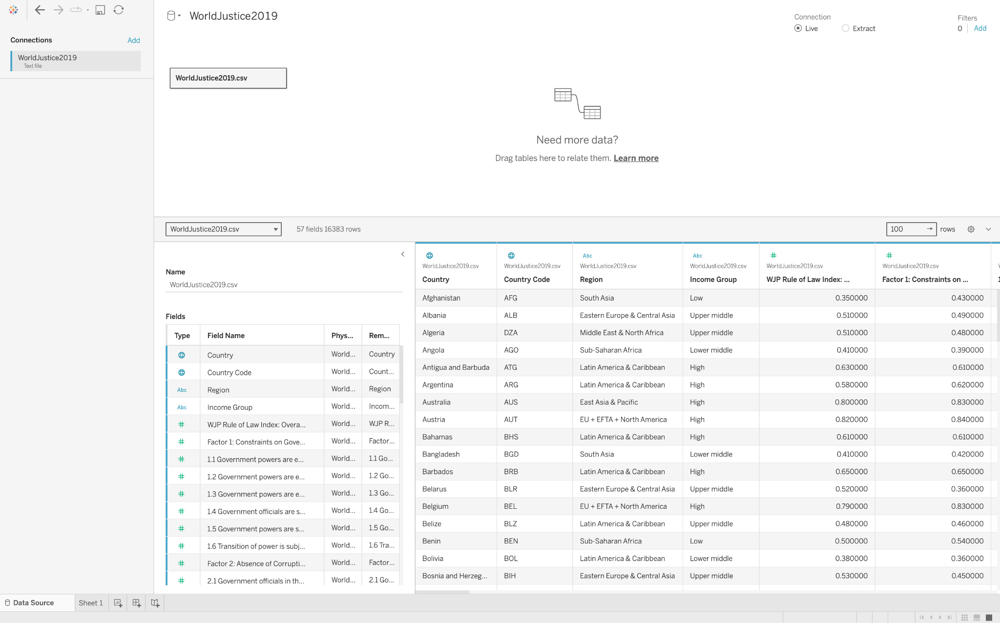 WorldJustice2019
Connection
Live
Extract
Filters
0
Add
Connections
Add
WorldJustice2019
Text file
WorldJustice2019.csv
Need more data?
Drag tables here to relate them. Learn more
WorldJustice2019.csv
57 fields 16383 rows
100 → rows
Name
WorldJustice2019.csv
Fields
Type Field Name Phys... Rem...
Country World... Country
Country Code World... Count...
Abc Region World... Region
Abc Income Group World... Incom...
# WJP Rule of Law Index: Overa... World... WJP R...
# Factor 1: Constraints on Gove... World... Factor...
# 1.1 Government powers are e... World... 1.1 Go...
# 1.2 Government powers are e... World... 1.2 Go...
# 1.3 Government powers are e... World... 1.3 Go...
# 1.4 Government officials are s... World... 1.4 Go...
# 1.5 Government powers are s... World... 1.5 Go...
# 1.6 Transition of power is subj... World... 1.6 Tra...
# Factor 2: Absence of Corrupti... World... Factor...
# 2.1 Government officials in th... World... 2.1 Go...
Abc Abc # #
WorldJustice2019.csv WorldJustice2019.csv WorldJustice2019.csv WorldJustice2019.csv WorldJustice2019.csv WorldJustice2019.csv
Country Country Code Region Income Group WJP Rule of Law Index: ... Factor 1: Constraints on ...
Afghanistan AFG South Asia Low 0.350000 0.430000
Albania ALB Eastern Europe & Central Asia Upper middle 0.510000 0.490000
Algeria DZA Middle East & North Africa Upper middle 0.510000 0.480000
Angola AGO Sub-Saharan Africa Lower middle 0.410000 0.390000
Antigua and Barbuda ATG Latin America & Caribbean High 0.630000 0.610000
Argentina ARG Latin America & Caribbean High 0.580000 0.620000
Australia AUS East Asia & Pacific High 0.800000 0.830000
Austria AUT EU + EFTA + North America High 0.820000 0.840000
Bahamas BHS Latin America & Caribbean High 0.610000 0.610000
Bangladesh BGD South Asia Lower middle 0.410000 0.420000
Barbados BRB Latin America & Caribbean High 0.650000 0.650000
Belarus BLR Eastern Europe & Central Asia Upper middle 0.520000 0.360000
Belgium BEL EU + EFTA + North America High 0.790000 0.830000
Belize BLZ Latin America & Caribbean Upper middle 0.480000 0.460000
Benin BEN Sub-Saharan Africa Low 0.500000 0.540000
Bolivia BOL Latin America & Caribbean Lower middle 0.380000 0.360000
Bosnia and Herzeg... BIH Eastern Europe & Central Asia Upper middle 0.530000 0.450000
Data Source Sheet 1